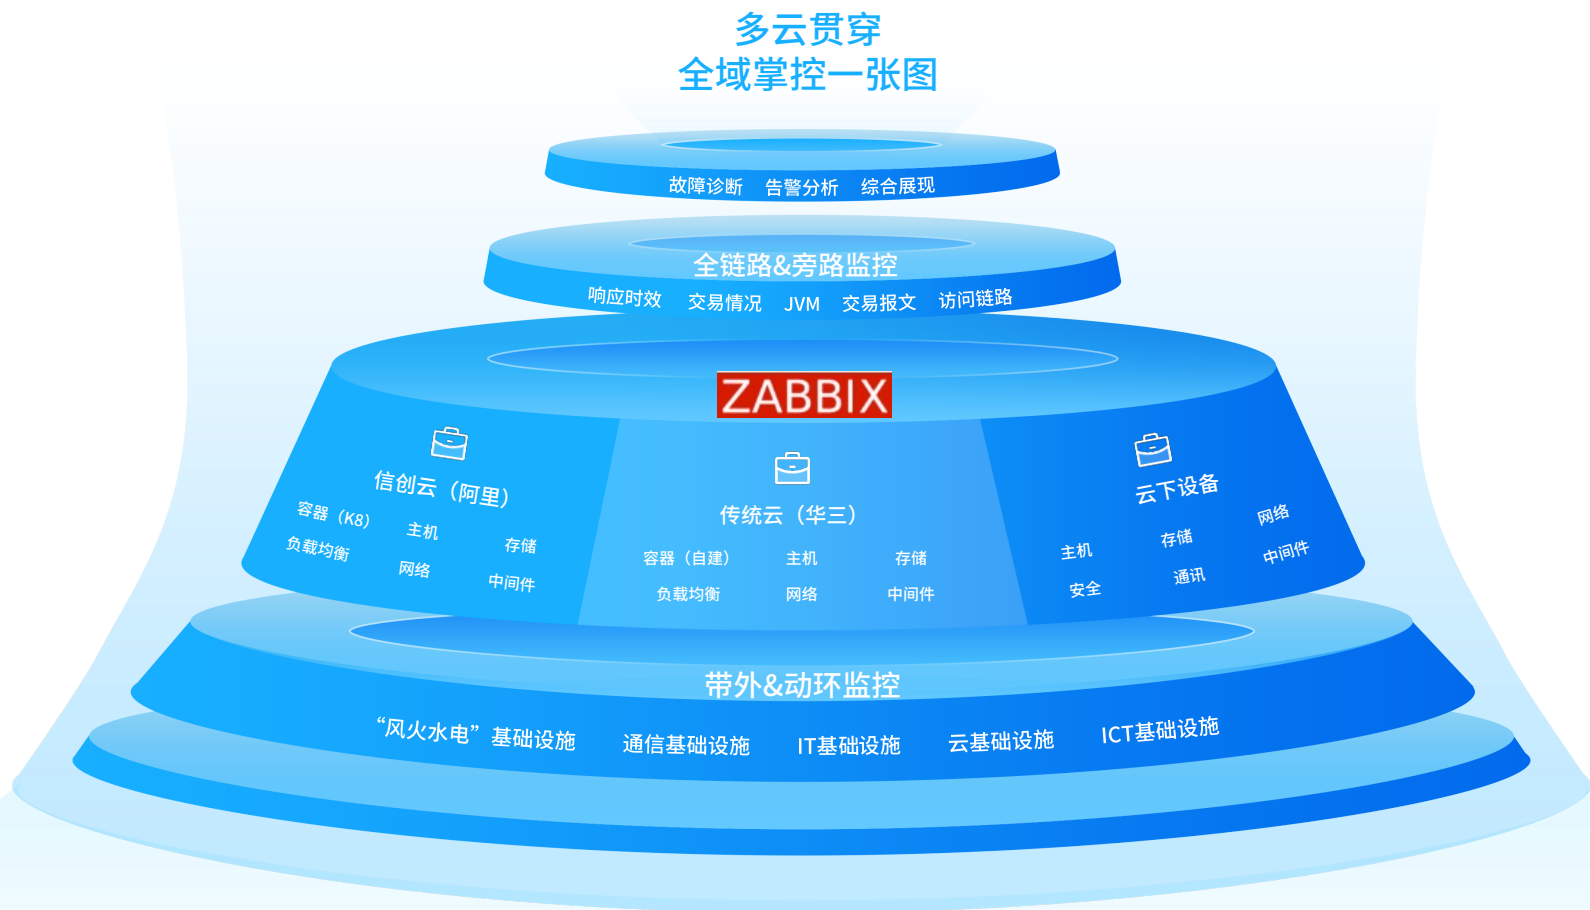 多云贯穿
全域掌控一张图
故障诊断 告警分析 综合展现
全链路&旁路监控
响应时效 交易情况 JVM 交易报文 访问链路
ZABBIX
信创云（阿里）
容器（K8） 主机 存储
负载均衡 网络 中间件
传统云（华三）
容器（自建） 主机 存储
负载均衡 网络 中间件
云下设备
主机 存储 网络
安全 通讯 中间件
带外&动环监控
“风火水电”基础设施 通信基础设施 IT基础设施 云基础设施 ICT基础设施